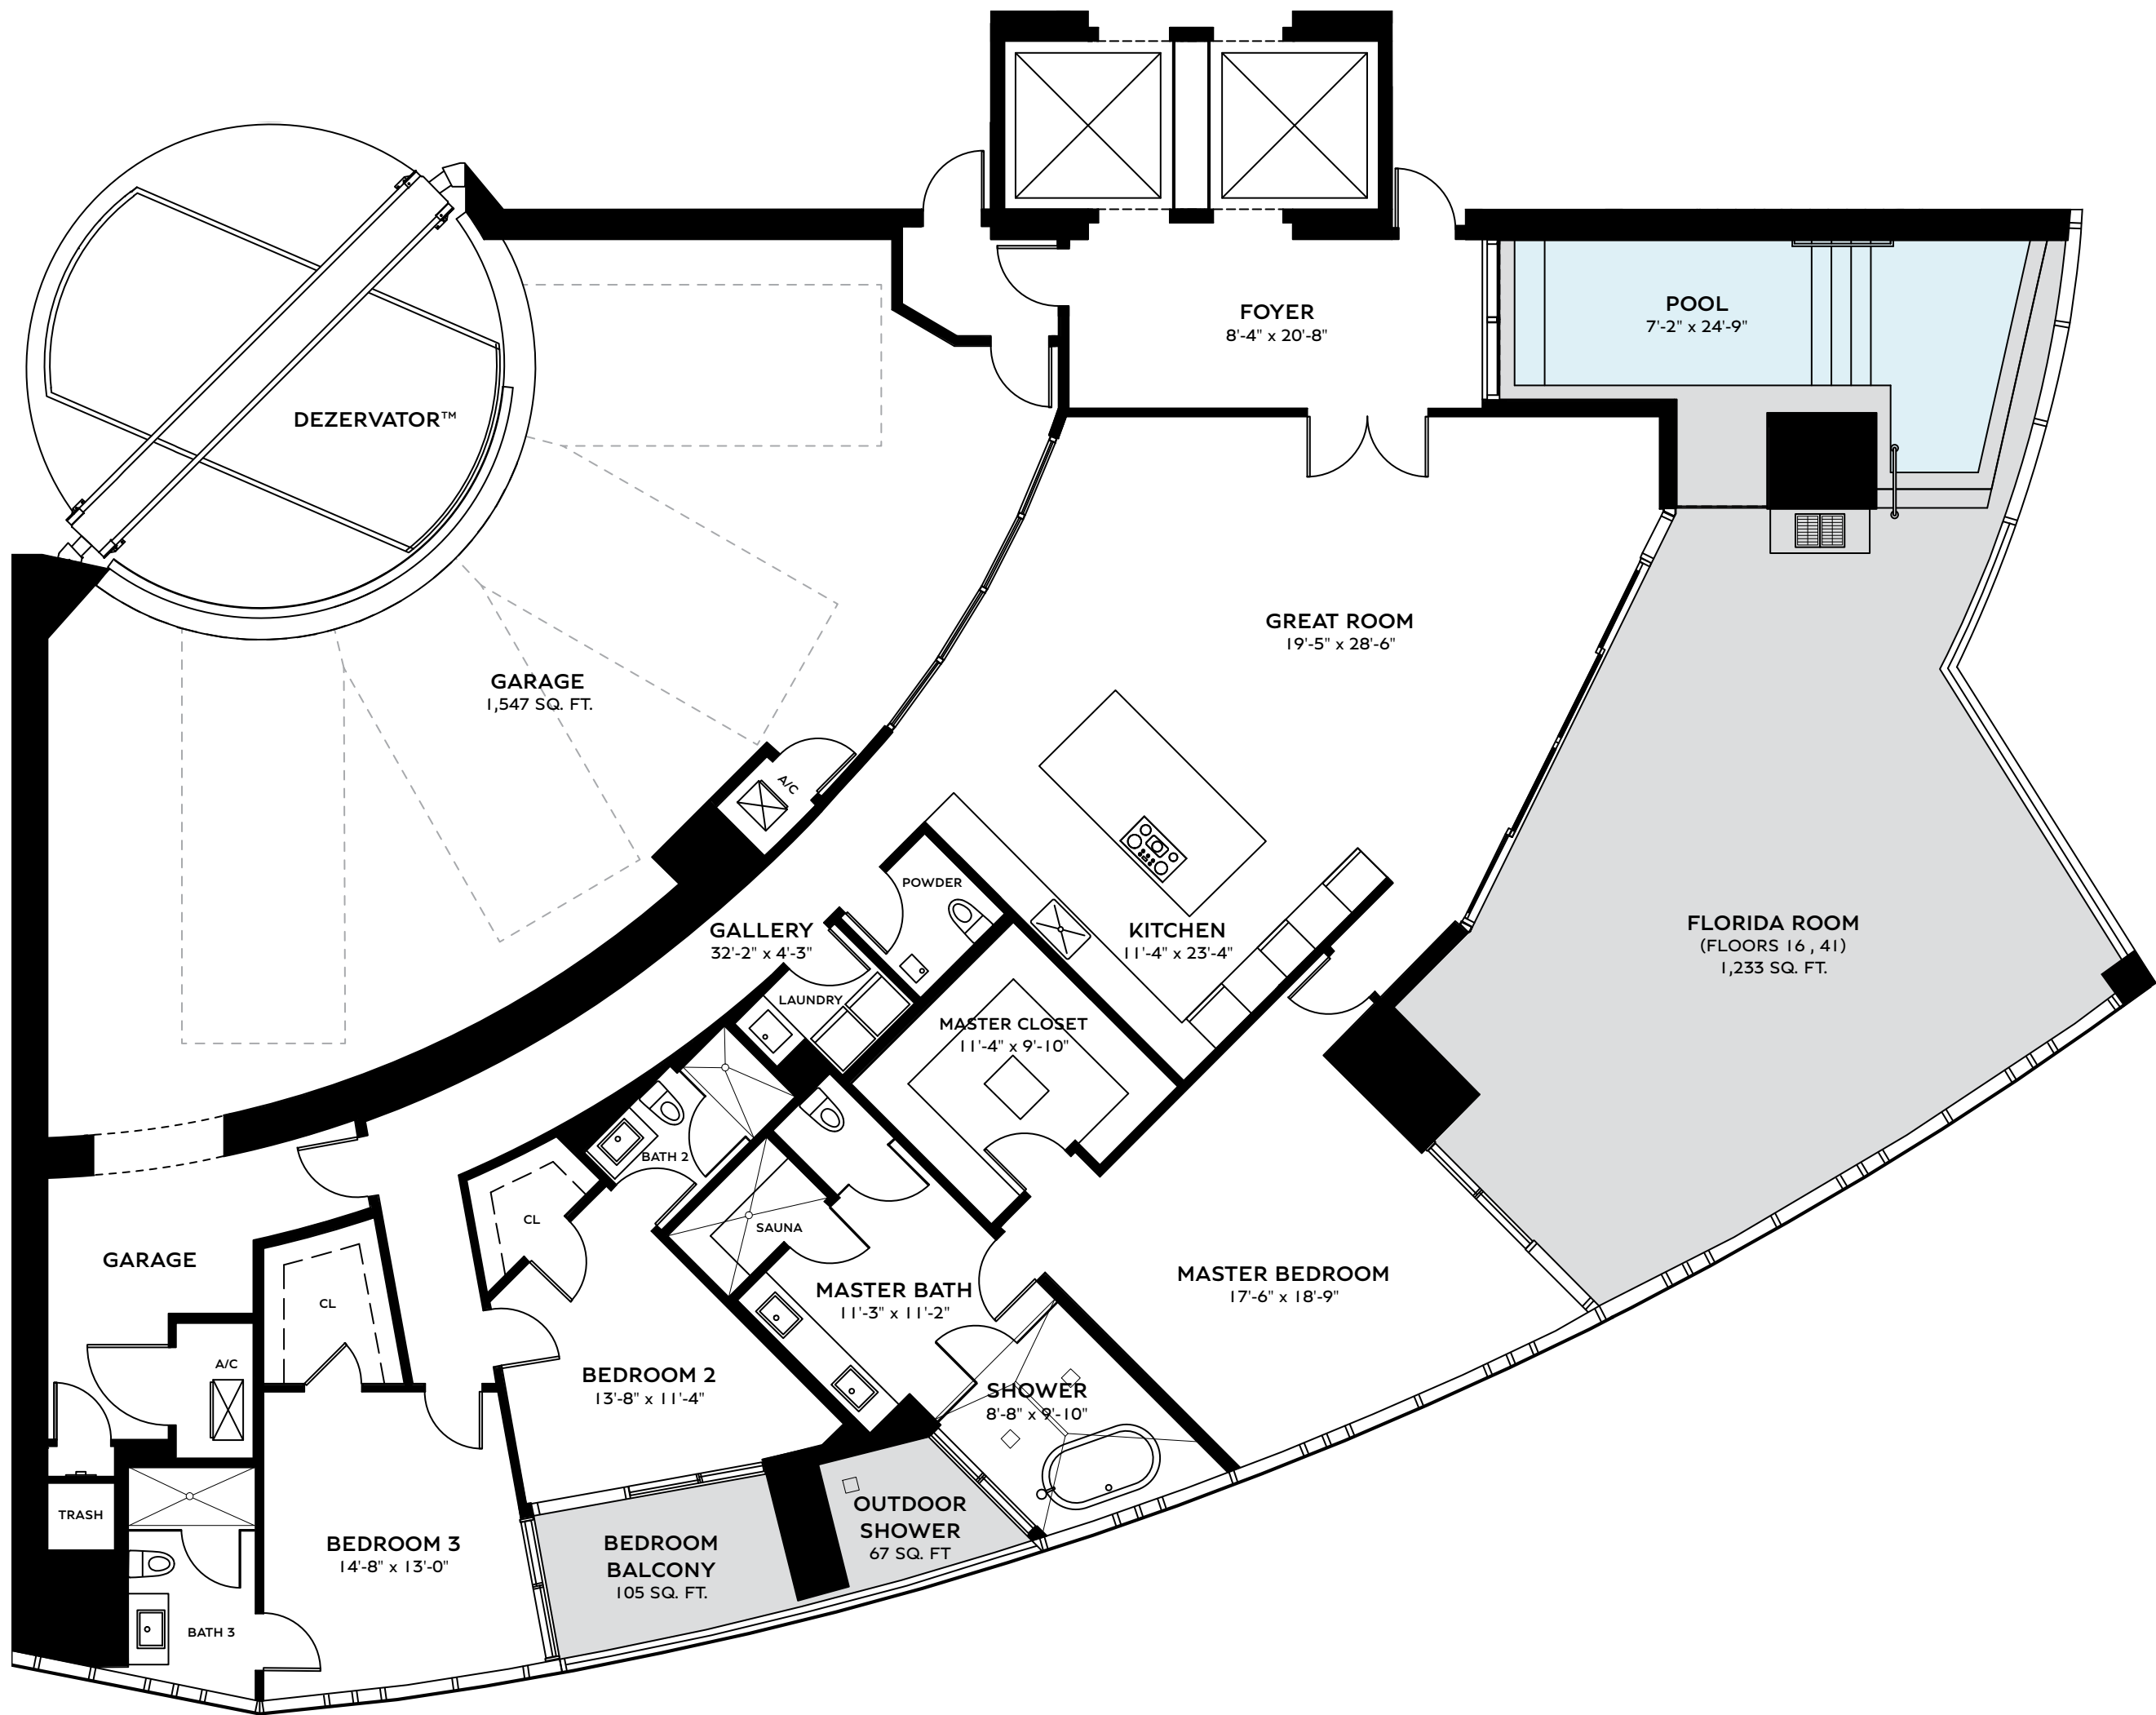 POOL
7'-2" x 24'-9"
FOYER
8'-4" x 20'-8"
DEZERVATOR™
GREAT ROOM
19'-5" x 28'-6"
GARAGE
1,547 SQ. FT.
A/C
POWDER
GALLERY
32'-2" x 4'-3"
KITCHEN
11'-4" x 23'-4"
FLORIDA ROOM
(FLOORS 16 , 41)
1,233 SQ. FT.
LAUNDRY
MASTER CLOSET
11'-4" x 9'-10"
BATH 2
CL
SAUNA
GARAGE
CL
MASTER BATH
11'-3" x 11'-2"
MASTER BEDROOM
17'-6" x 18'-9"
A/C
BEDROOM 2
13'-8" x 11'-4"
SHOWER
8'-8" x 9'-10"
TRASH
BEDROOM 3
14'-8" x 13'-0"
BEDROOM
BALCONY
105 SQ. FT.
OUTDOOR
SHOWER
67 SQ. FT
BATH 3